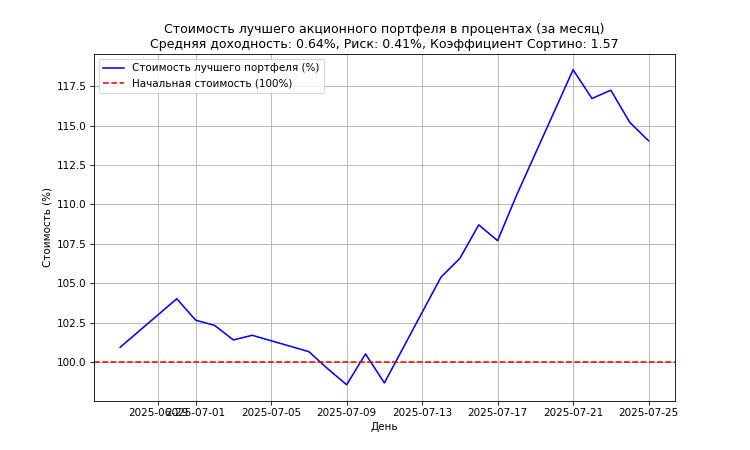 Стоимость лучшего акционного портфеля в процентах (за месяц)
Средняя доходность: 0.64%, Риск: 0.41%, Коэффициент Сортино: 1.57
Стоимость лучшего портфеля (%)
Начальная стоимость (100%)
Стоимость (%)
117.5
115.0
112.5
110.0
107.5
105.0
102.5
100.0
2025-06-29
2025-07-01
2025-07-05
2025-07-09
2025-07-13
2025-07-17
2025-07-21
2025-07-25
День